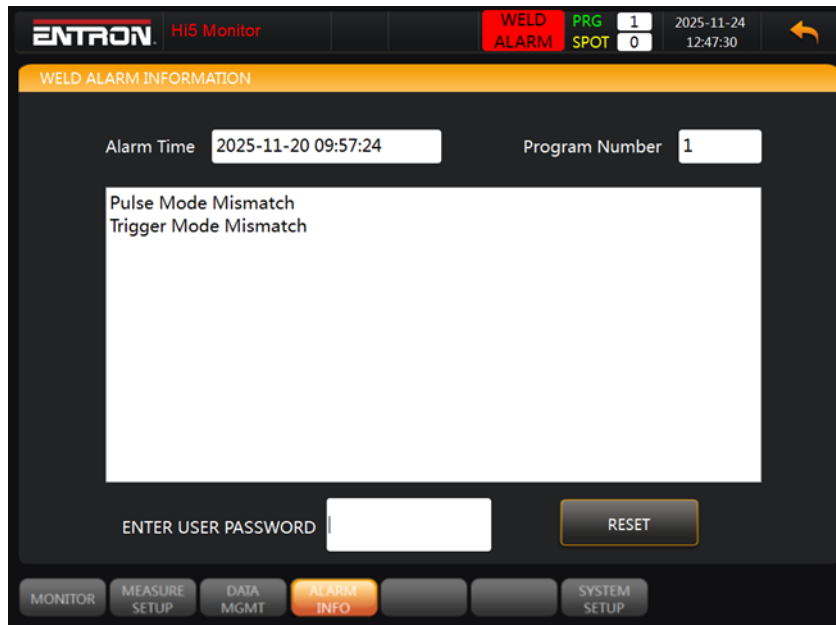 ENTRON. Hi5 Monitor WELD ALARM PRG 1 SPOT 0 2025-11-24 12:47:30
WELD ALARM INFORMATION
Alarm Time 2025-11-20 09:57:24 Program Number 1
Pulse Mode Mismatch
Trigger Mode Mismatch
ENTER USER PASSWORD RESET
MONITOR MEASURE SETUP DATA MGMT ALARM INFO SYSTEM SETUP